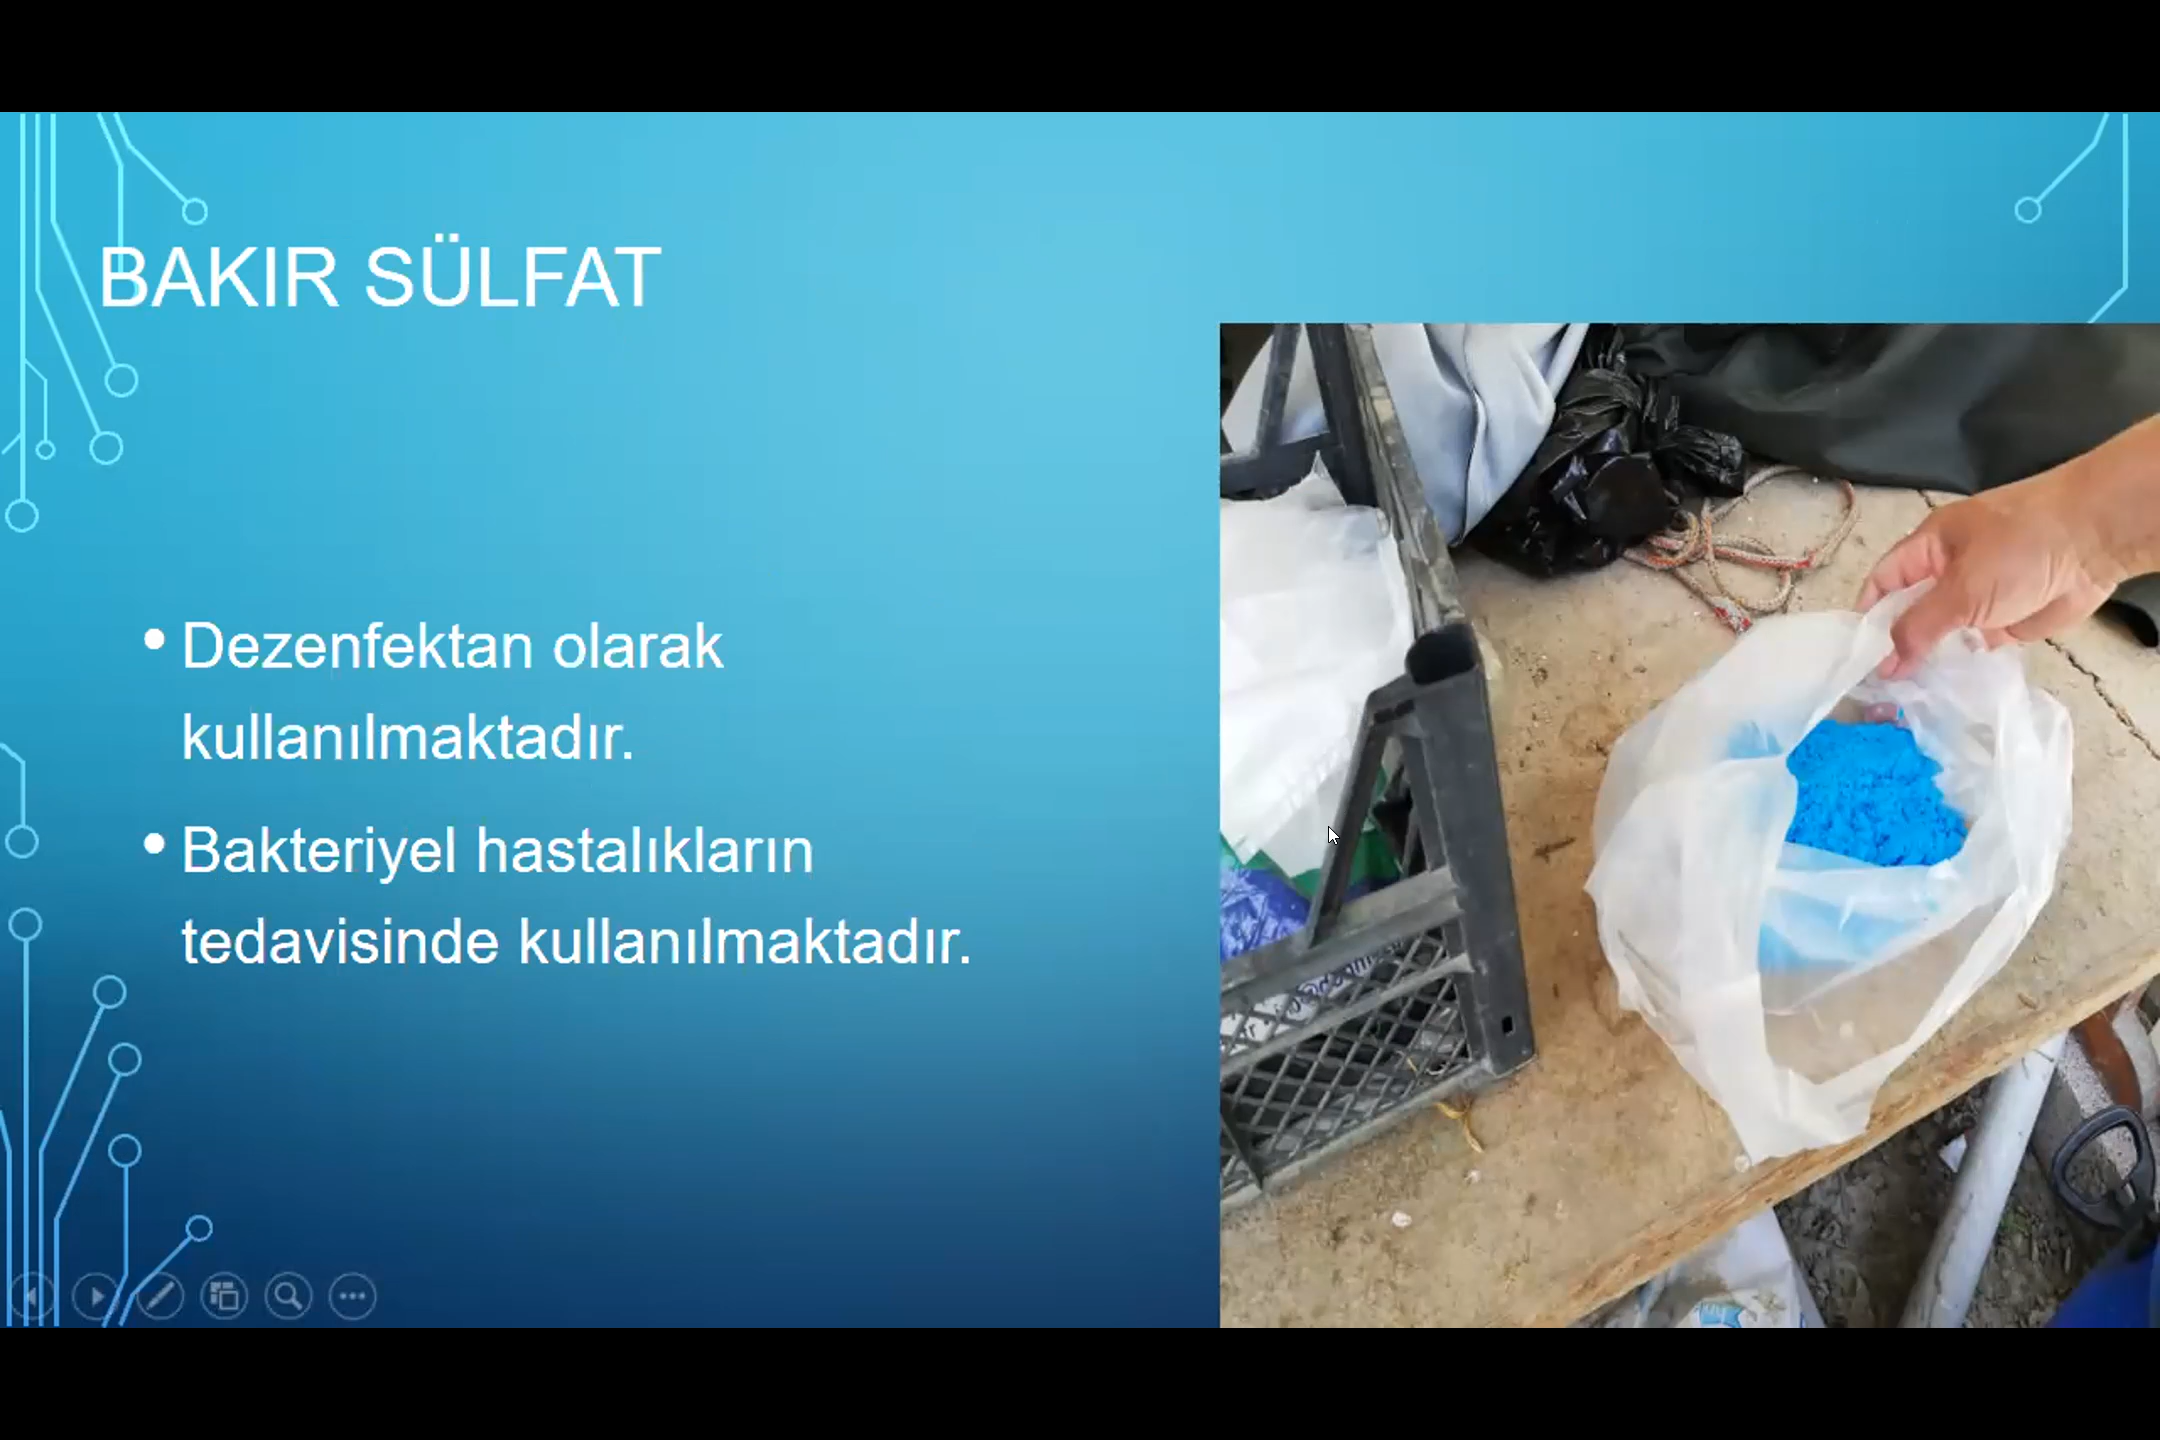 BAKIR SÜLFAT
• Dezenfektan olarak
kullanılmaktadır.
• Bakteriyel hastalıkların
tedavisinde kullanılmaktadır.